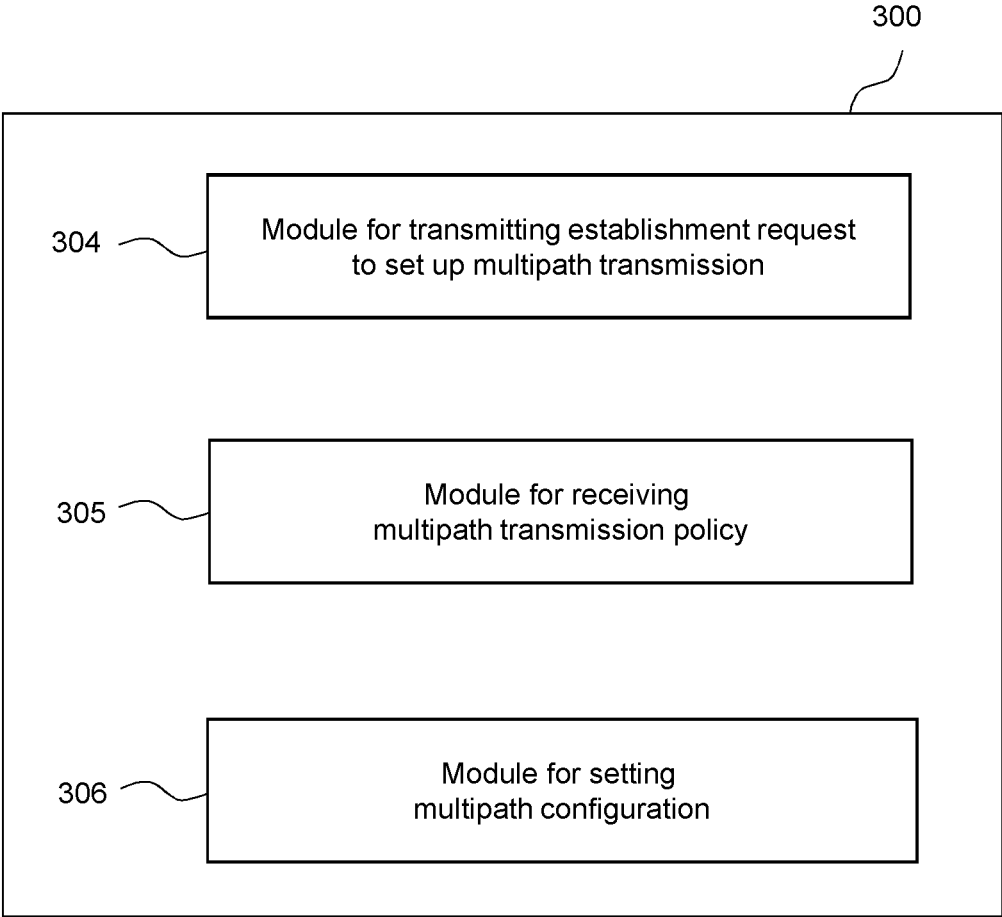 300
304
Module for transmitting establishment request
to set up multipath transmission
305
Module for receiving
multipath transmission policy
306
Module for setting
multipath configuration